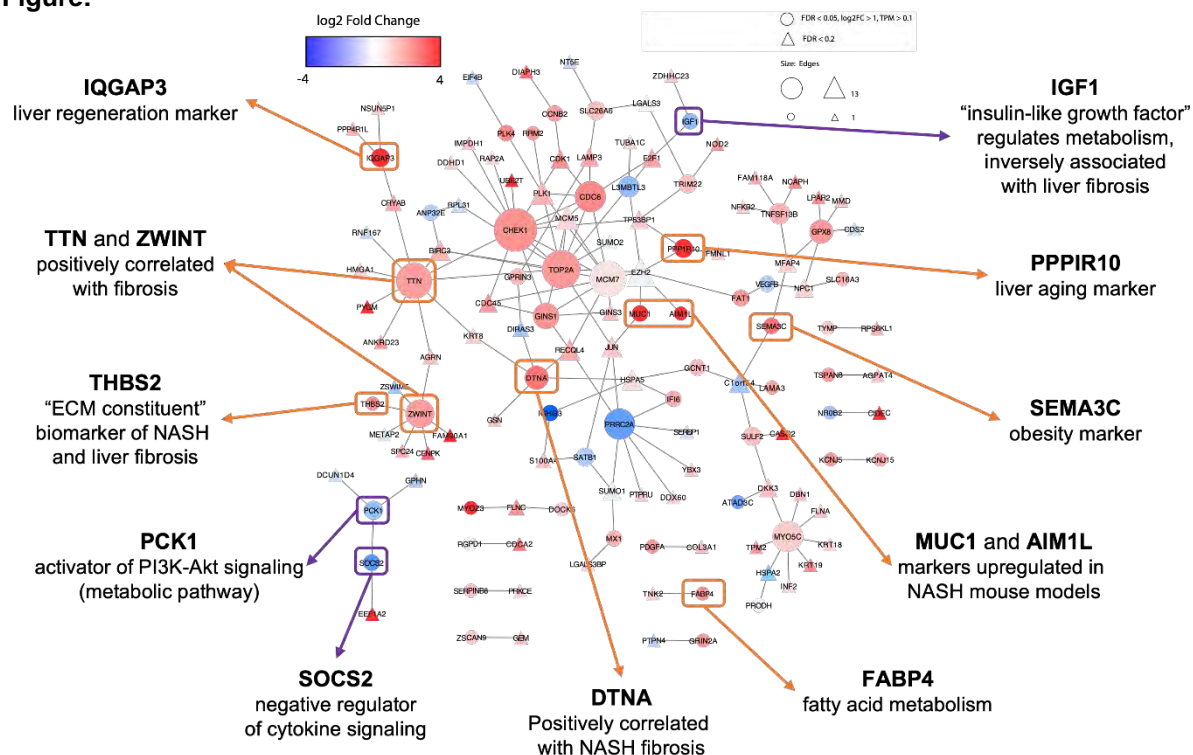 Figure:
log2 Fold Change
-4
4
FDR < 0.05, log2FC > 1, TPM > 0.1
FDR < 0.2
Size: Edges
13
1
IQGAP3
liver regeneration marker
TTN and ZWINT
positively correlated
with fibrosis
THBS2
“ECM constituent”
biomarker of NASH
and liver fibrosis
PCK1
activator of PI3K-Akt signaling
(metabolic pathway)
SOCS2
negative regulator
of cytokine signaling
DTNA
Positively correlated
with NASH fibrosis
FABP4
fatty acid metabolism
MUC1 and AIM1L
markers upregulated in
NASH mouse models
SEMA3C
obesity marker
PPPIR10
liver aging marker
IGF1
“insulin-like growth factor”
regulates metabolism,
inversely associated
with liver fibrosis
NSUN5P1
PPP4R1L
IQGAP3
CRYAB
EIF4B
DIAPH3
NT5E
ZDHHC23
CCNB2
SLC26A6
LGALS3
IGF1
PLK4
RPM2
IMPDH1
RAP2A
DDHD1
CDK1
LAMP3
TUBA1C
E2F1
NOD2
UBE2T
PLK1
CDC6
L3MBTL3
TRIM22
FAM118A
NCAPH
LPAR2
MMD
NFKB2
TNFSF13B
GPX8
CDS2
ANP32E
RPL31
MCM5
TP53BP1
RNF167
BIRC3
CHEK1
SUMO2
PPP1R10
FMNL1
MFAP4
HMGA1
TTN
GPRIN3
TOP2A
MCM7
EZH2
VEGFB
NPC1
SLC16A3
PYGM
CDC45
FAT1
GINS1
GINS3
MUC1
AIM1L
SEMA3C
TYMP
RPS6KL1
ANKRD23
KRT8
DIRAS3
JUN
AGRN
RECQL4
GCNT1
TSPAN8
AGPAT4
DTNA
HSPA5
LAMA3
THBS2
ZWINT
IFI6
NR0B2
METAP2
GSN
PRRC2A
SULF2
SPC24
CENPK
S100A4
SATB1
YBX3
KCNJ5
KCNJ15
DCUN1D4
GPHN
SUMO1
PTPRU
DDX60
DKK3
DBN1
ATAD3C
FLNA
PCK1
MYOZ3
FLNC
MX1
MYO5C
SOCS2
RGPD1
CDCA2
PDGFA
COL3A1
TPM2
KRT18
LGALS3BP
HSPA2
KRT19
INF2
EEF1A2
SERPINB8
PRKCE
TNK2
FABP4
PRODH
ZSCAN9
GEM
PTPN4
GRIN2A